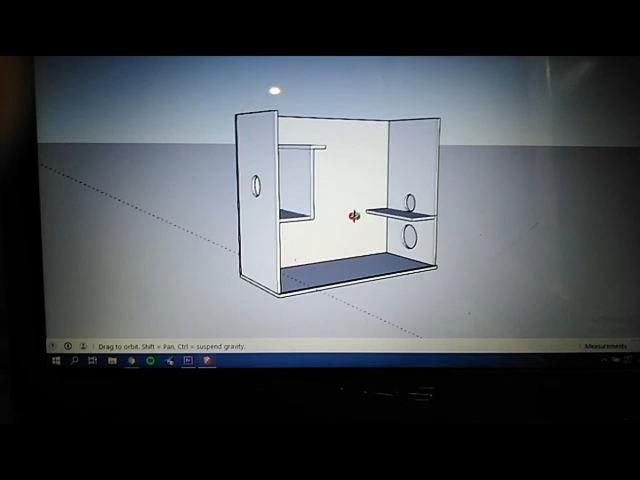 Drag to orbit. Shift = Pan, Ctrl = suspend gravity.
Measurements